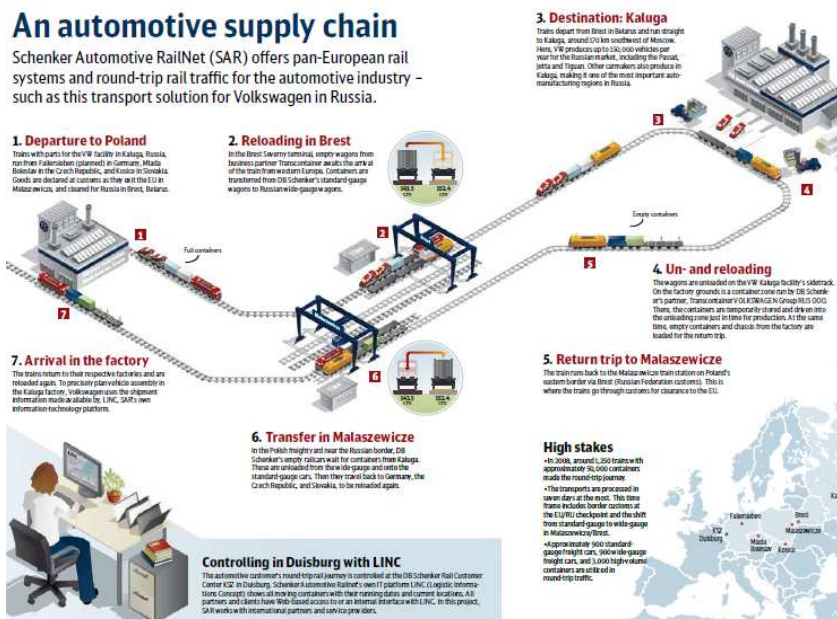 An automotive supply chain
Schenker Automotive RailNet (SAR) offers pan-European rail
systems and round-trip rail traffic for the automotive industry –
such as this transport solution for Volkswagen in Russia.
1. Departure to Poland
Trains with parts for the VW facility in Kaluga, Russia,
run from Fallersleben (planned) in Germany, Mlada
Boleslav in the Czech Republic, and Kosice in Slovakia.
Goods are declared at customs as they exit the EU in
Malaszewicze, and cleared for Russia in Brest, Belarus.
2. Reloading in Brest
In the Brest Severny terminal, empty wagons from
business partner Transcontainer awaits the arrival
of the train from western Europe. Containers are
transferred from DB Schenker's standard-gauge
wagons to Russian wide-gauge wagons.
143.5
cm
152.4
cm
3. Destination: Kaluga
Trains depart from Brest in Belarus and run straight
to Kaluga, around 170 km southwest of Moscow.
Here, VW produces up to 150,000 vehicles per
year for the Russian market, including the Passat,
Jetta and Tiguan. Other carmakers also produce in
Kaluga, making it one of the most important auto-
manufacturing regions in Russia.
1
Full containers
2
3
4
Empty containers
5
4. Un- and reloading
The wagons are unloaded on the VW Kaluga facility's sidetrack.
On the factory grounds is a container zone run by DB Schenk-
er's partner, Transcontainer VOLKSWAGEN Group RUS OOO.
There, the containers are temporarily stored and driven into
the unloading zone just in time for production. At the same
time, empty containers and chassis from the factory are
loaded for the return trip.
7
7. Arrival in the factory
The trains return to their respective factories and are
reloaded again. To precisely plan vehicle assembly in
the Kaluga factory, Volkswagen uses the shipment
information made available by, LINC, SAR's own
information-technology platform.
6
143.5
cm
152.4
cm
5. Return trip to Malaszewicze
The train runs back to the Malaszewicze train station on Poland's
eastern border via Brest (Russian Federation customs). This is
where the trains go through customs for clearance to the EU.
6. Transfer in Malaszewicze
In the Polish freight yard near the Russian border, DB
Schenker's empty railcars wait for containers from Kaluga.
These are unloaded from the wide-gauge and onto the
standard-gauge cars. Then they travel back to Germany, the
Czech Republic, and Slovakia, to be reloaded again.
High stakes
•In 2008, around 1,250 trains with
approximately 50,000 containers
made the round-trip journey.
•The transports are processed in
seven days at the most. This time
frame includes border customs at
the EU/RU checkpoint and the shift
from standard-gauge to wide-gauge
in Malaszewicze/Brest.
•Approximately 900 standard-
gauge freight cars, 900 wide-gauge
freight cars, and 3,000 high-volume
containers are utilized in
round-trip traffic.
Ka
Fallersleben
Brest
KSZ
Duisburg
Malaszewicze
Mlada
Boleslav
Kosice
LINC
Controlling in Duisburg with LINC
The automotive customer's round-trip rail journey is controlled at the DB Schenker Rail Customer
Center KSZ in Duisburg. Schenker Automotive Railnet's own IT platform LINC (Logistic Informa-
tions Concept) shows all moving containers with their running dates and current locations. All
partners and clients have Web-based access to or an internal interface with LINC. In this project,
SAR works with international partners and service providers.